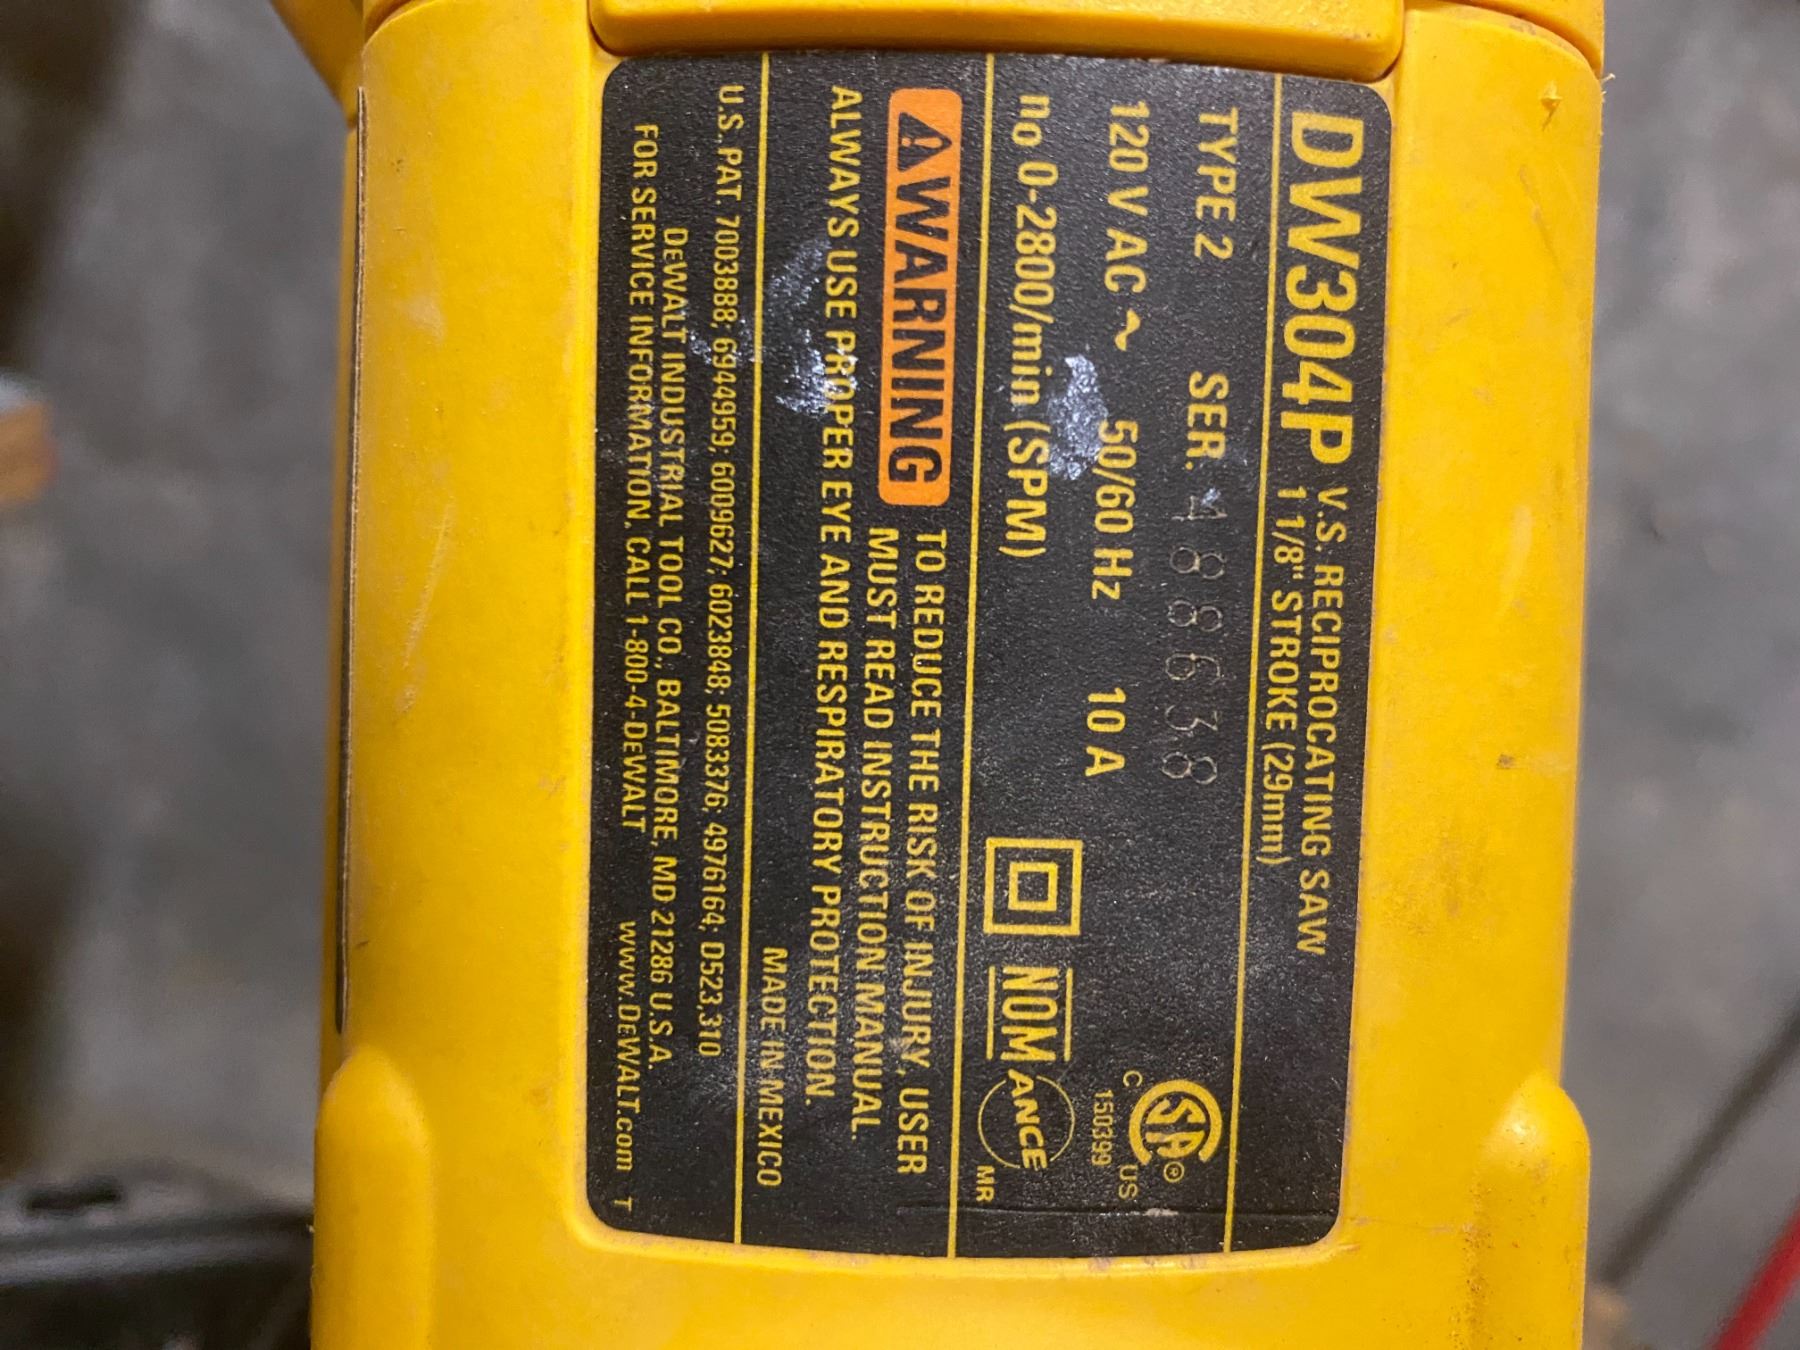 DW304P V.S. RECIPROCATING SAW
1 1/8" STROKE (29mm)
TYPE 2 SER. 488638
120 V AC ~ 50/60 Hz 10 A
n0 0-2800/min (SPM)
SA®
C US
150399
NOM
ANCE
MR
WARNING TO REDUCE THE RISK OF INJURY, USER
MUST READ INSTRUCTION MANUAL.
ALWAYS USE PROPER EYE AND RESPIRATORY PROTECTION.
MADE IN MEXICO
U.S. PAT. 7003888; 6944959; 6009627; 6023848; 5083376; 4976164; D523,310
DEWALT INDUSTRIAL TOOL CO., BALTIMORE, MD 21286 U.S.A.
FOR SERVICE INFORMATION, CALL 1-800-4-DEWALT www.DEWALT.com T